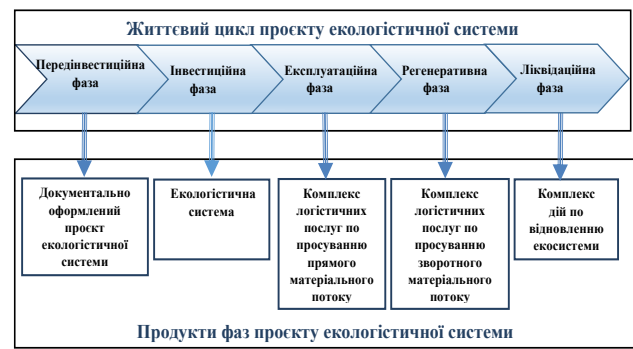 Життєвий цикл проєкту екологістичної системи
Передінвестиційна
фаза
Інвестиційна
фаза
Експлуатаційна
фаза
Регенеративна
фаза
Ліквідаційна
фаза
Документально
оформлений
проєкт
екологістичної
системи
Екологістична
система
Комплекс
логістичних
послуг по
просуванню
прямого
матеріального
потоку
Комплекс
логістичних
послуг по
просуванню
зворотного
матеріального
потоку
Комплекс
дій по
відновленню
екосистеми
Продукти фаз проєкту екологістичної системи